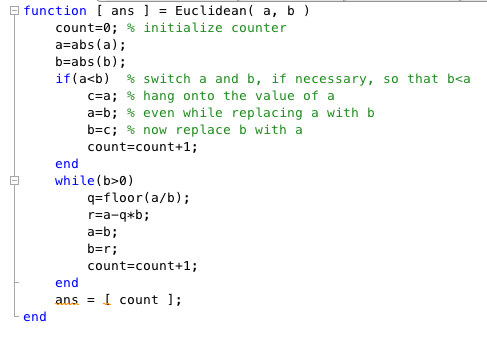 function [ ans ] = Euclidean( a, b )
count=0; % initialize counter
a=abs(a);
b=abs(b);
if(a<b) % switch a and b, if necessary, so that b<a
c=a; % hang onto the value of a
a=b; % even while replacing a with b
b=c; % now replace b with a
count=count+1;
end
while(b>0)
q=floor(a/b);
r=a-q*b;
a=b;
b=r;
count=count+1;
end
ans = [ count ];
end